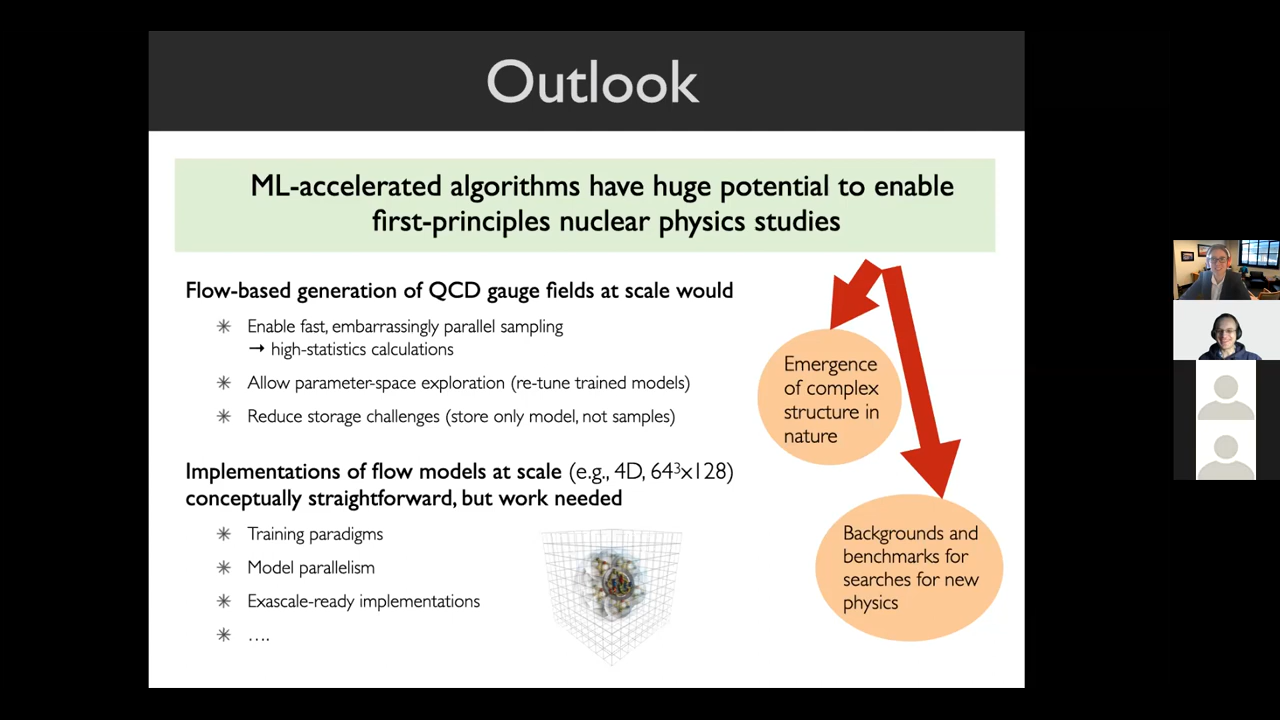 Outlook
ML-accelerated algorithms have huge potential to enable
first-principles nuclear physics studies
Flow-based generation of QCD gauge fields at scale would
✳ Enable fast, embarrassingly parallel sampling
→ high-statistics calculations
✳ Allow parameter-space exploration (re-tune trained models)
✳ Reduce storage challenges (store only model, not samples)
Implementations of flow models at scale (e.g., 4D, 64³x128)
conceptually straightforward, but work needed
✳ Training paradigms
✳ Model parallelism
✳ Exascale-ready implementations
✳ ....
Emergence
of complex
structure in
nature
Backgrounds and
benchmarks for
searches for new
physics